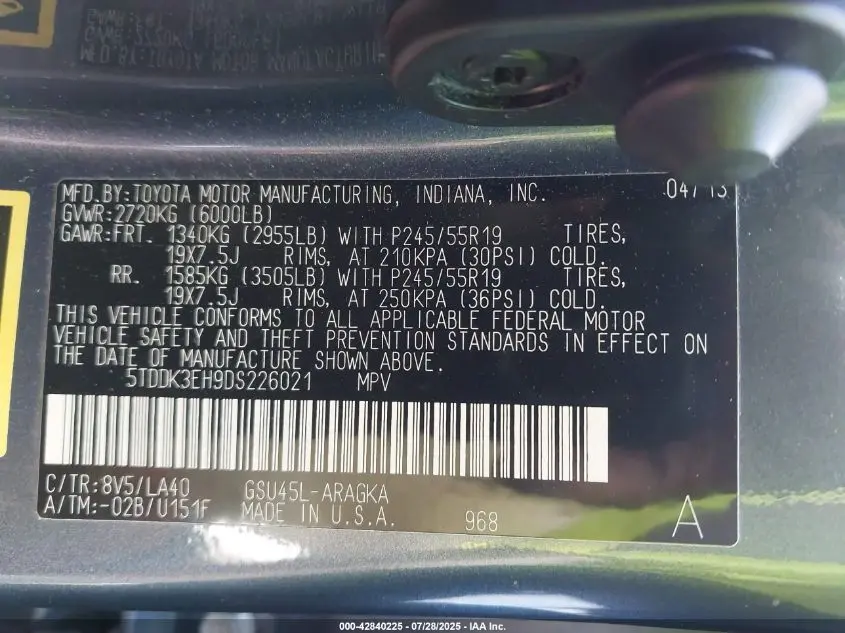 MFD.BY:TOYOTA MOTOR MANUFACTURING, INDIANA, INC. 04/13
GVWR:2720KG (6000LB)
GAWR:FRT. 1340KG (2955LB) WITH P245/55R19 TIRES,
19X7.5J RIMS, AT 210KPA (30PSI) COLD.
RR. 1585KG (3505LB) WITH P245/55R19 TIRES,
19X7.5J RIMS, AT 250KPA (36PSI) COLD.
THIS VEHICLE CONFORMS TO ALL APPLICABLE FEDERAL MOTOR
VEHICLE SAFETY AND THEFT PREVENTION STANDARDS IN EFFECT ON
THE DATE OF MANUFACTURE SHOWN ABOVE.
5TDDK3EH9DS226021 MPV
C/TR:8V5/LA40 GSU45L-ARAGKA
A/TM:-02B/U151F MADE IN U.S.A. 968 A
000-42840225 - 07/28/2025 - IAA Inc.